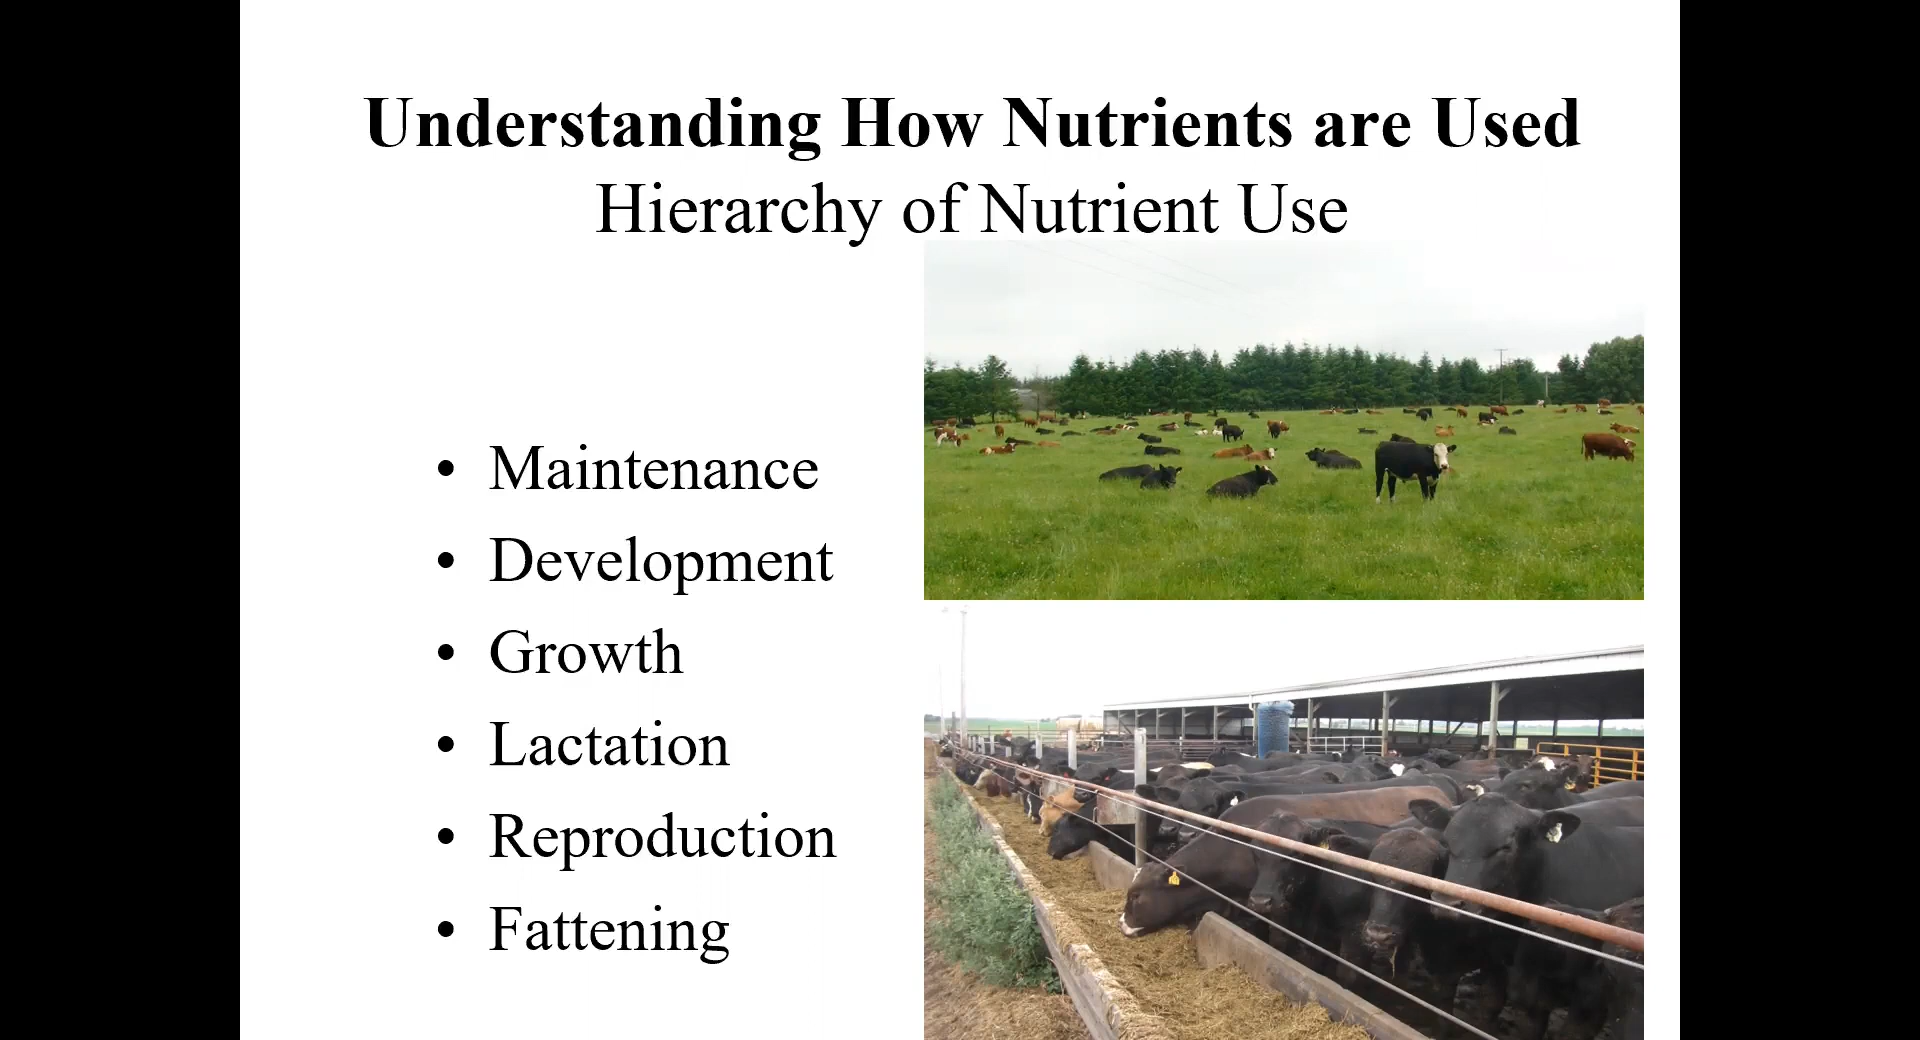 Understanding How Nutrients are Used
Hierarchy of Nutrient Use
• Maintenance
• Development
• Growth
• Lactation
• Reproduction
• Fattening